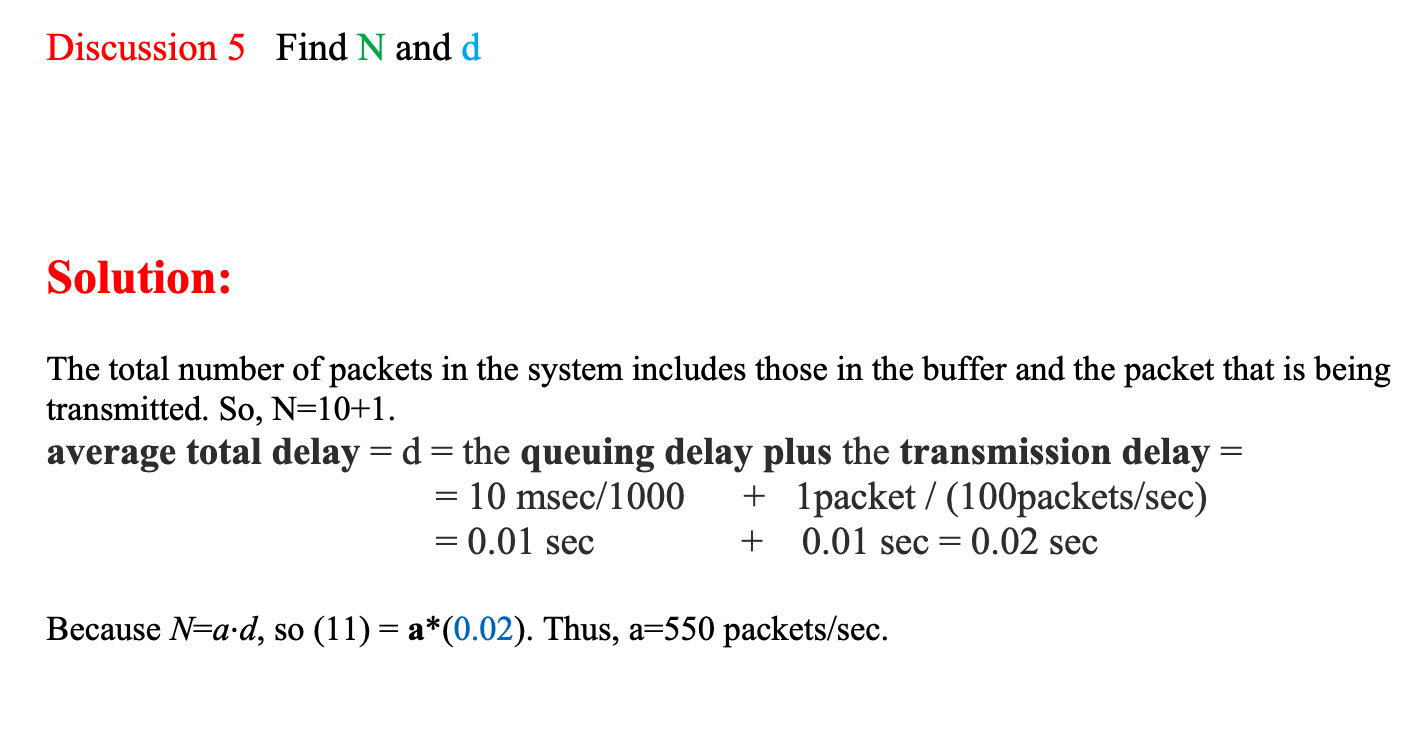 Discussion 5 Find N and d
Solution:
The total number of packets in the system includes those in the buffer and the packet that is being
transmitted. So, N=10+1.
average total delay = d = the queuing delay plus the transmission delay =
= 10 msec/1000 + 1packet / (100packets/sec)
= 0.01 sec + 0.01 sec = 0.02 sec
Because N=a·d, so (11) = a*(0.02). Thus, a=550 packets/sec.